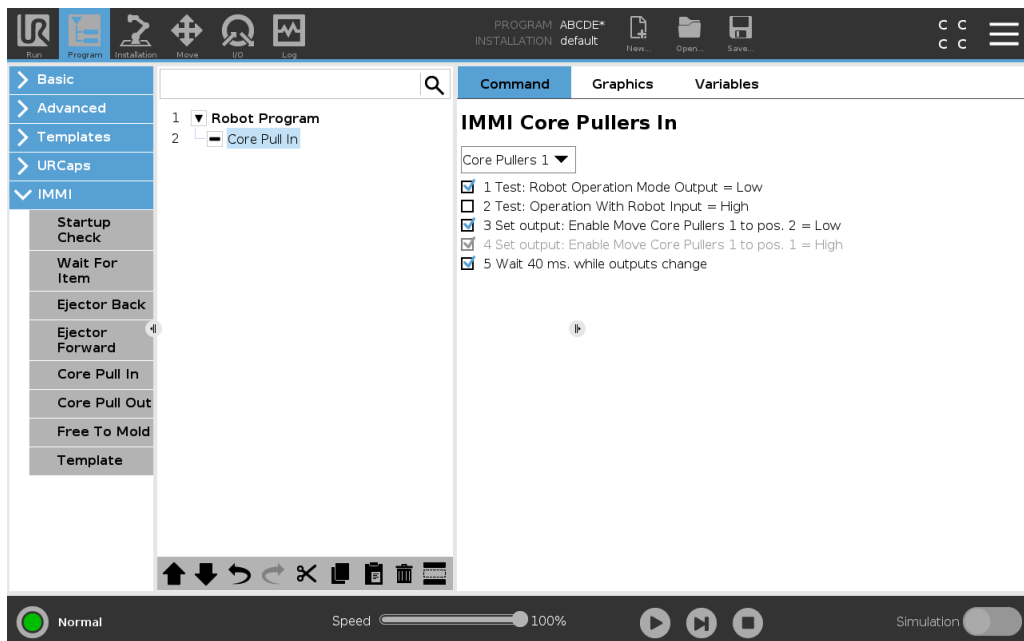 UR
Run
Program
Installation
Move
I/O
Log
PROGRAM ABCDE*
INSTALLATION default
New...
Open...
Save...
C C
C C
Basic
Advanced
Templates
URCaps
IMMI
Startup
Check
Wait For
Item
Ejector Back
Ejector
Forward
Core Pull In
Core Pull Out
Free To Mold
Template
1 Robot Program
2 Core Pull In
Command Graphics Variables
IMMI Core Pullers In
Core Pullers 1
1 Test: Robot Operation Mode Output = Low
2 Test: Operation With Robot Input = High
3 Set output: Enable Move Core Pullers 1 to pos. 2 = Low
4 Set output: Enable Move Core Pullers 1 to pos. 1 = High
5 Wait 40 ms. while outputs change
Normal
Speed 100%
Simulation